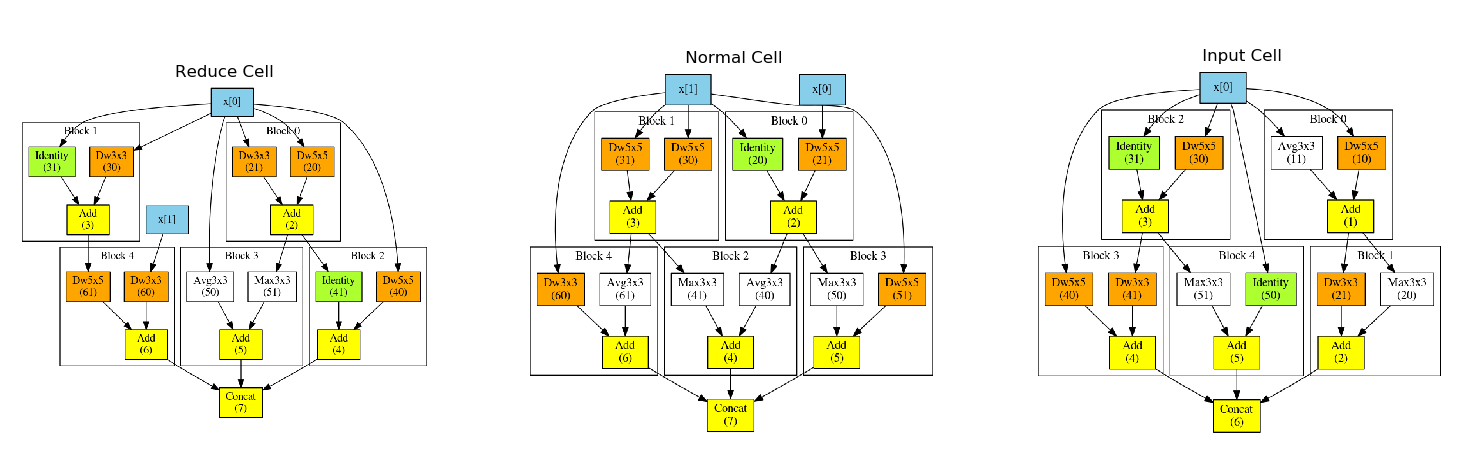 Reduce Cell
x[0]
Block 1
Block 0
Identity
(31)
Dw3x3
(30)
Dw3x3
(21)
Dw5x5
(20)
Add
(3)
x[1]
Add
(2)
Block 4
Block 3
Block 2
Dw5x5
(61)
Dw3x3
(60)
Avg3x3
(50)
Max3x3
(51)
Identity
(41)
Dw5x5
(40)
Add
(6)
Add
(5)
Add
(4)
Concat
(7)
Normal Cell
x[1]
x[0]
Block 1
Block 0
Dw5x5
(31)
Dw5x5
(30)
Identity
(20)
Dw5x5
(21)
Add
(3)
Add
(2)
Block 4
Block 2
Block 3
Dw3x3
(60)
Avg3x3
(61)
Max3x3
(41)
Avg3x3
(40)
Max3x3
(50)
Dw5x5
(51)
Add
(6)
Add
(4)
Add
(5)
Concat
(7)
Input Cell
x[0]
Block 2
Block 0
Identity
(31)
Dw5x5
(30)
Avg3x3
(11)
Dw5x5
(10)
Add
(3)
Add
(1)
Block 3
Block 4
Block 1
Dw5x5
(40)
Dw3x3
(41)
Max3x3
(51)
Identity
(50)
Dw3x3
(21)
Max3x3
(20)
Add
(4)
Add
(5)
Add
(2)
Concat
(6)